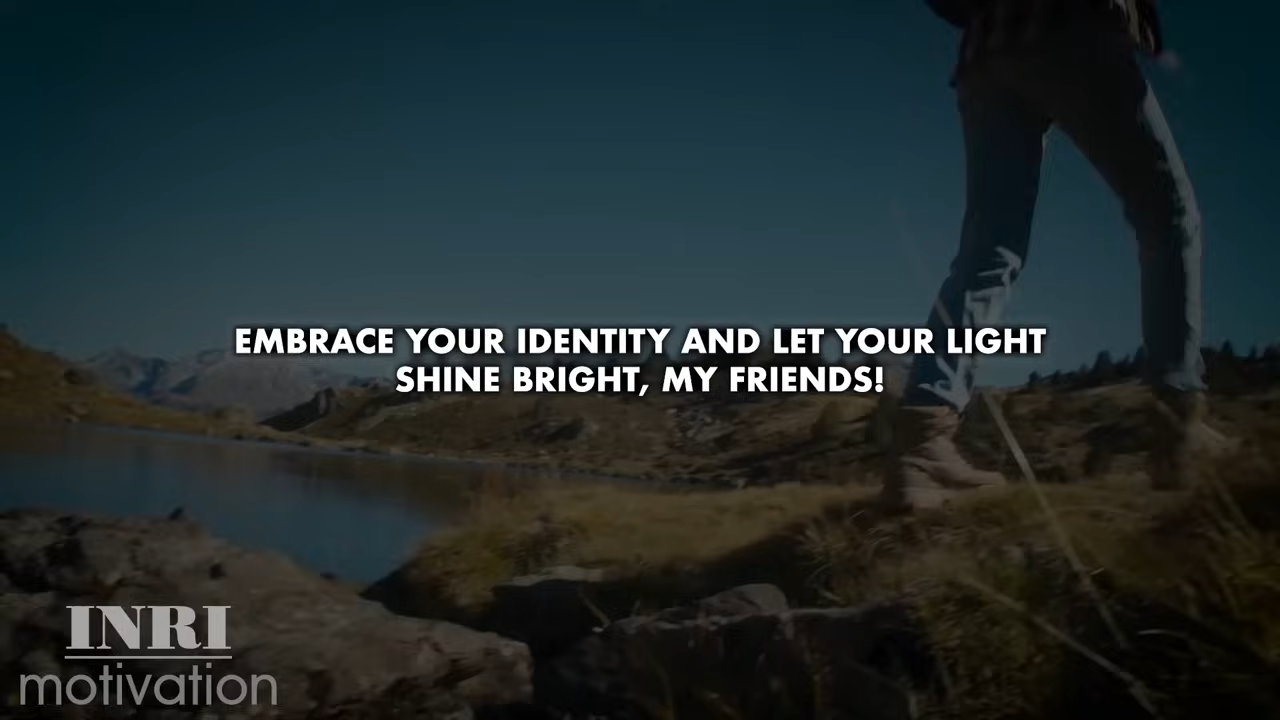 EMBRACE YOUR IDENTITY AND LET YOUR LIGHT
SHINE BRIGHT, MY FRIENDS!
INRI
motivation